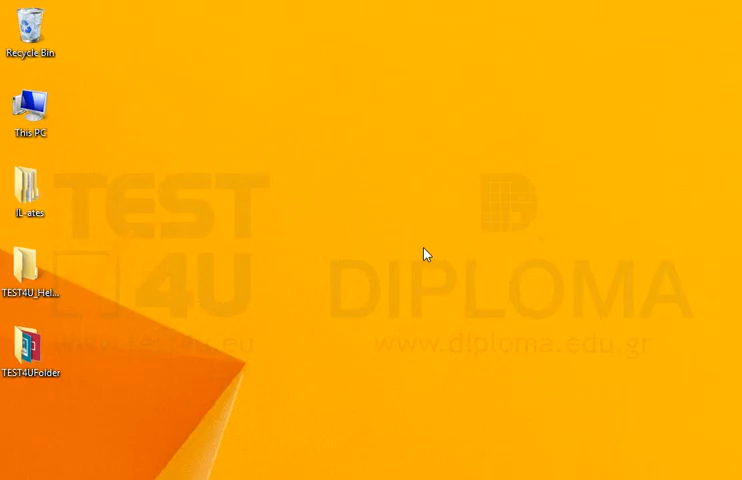 Recycle Bin
This PC
IL-ates
TEST4U_Hel...
TEST4UFolder
TEST
4U
www.test4u.eu
DIPLOMA
www.diploma.edu.gr